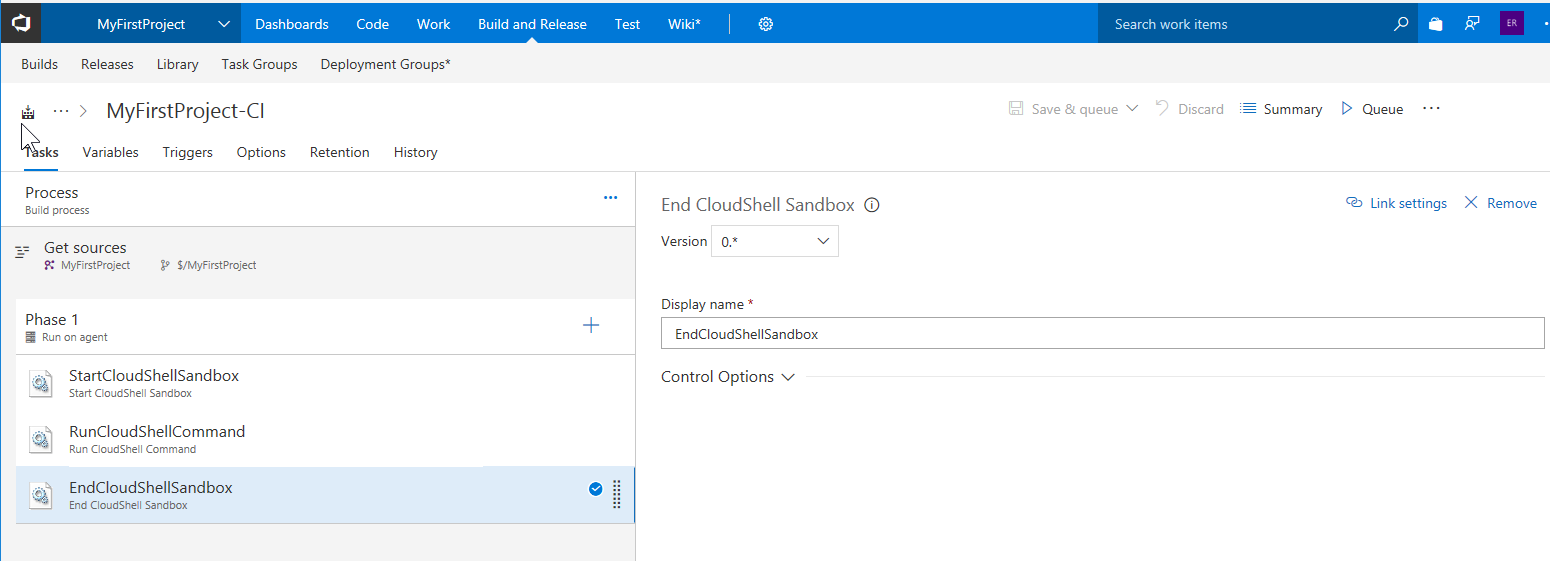 MyFirstProject Dashboards Code Work Build and Release Test Wiki* Search work items ER
Builds Releases Library Task Groups Deployment Groups*
... > MyFirstProject-CI Save & queue Discard Summary Queue ...
Tasks Variables Triggers Options Retention History
Process
Build process
...
Get sources
MyFirstProject $/MyFirstProject
Phase 1
Run on agent
StartCloudShellSandbox
Start CloudShell Sandbox
RunCloudShellCommand
Run CloudShell Command
EndCloudShellSandbox
End CloudShell Sandbox
End CloudShell Sandbox Link settings Remove
Version 0.*
Display name *
EndCloudShellSandbox
Control Options